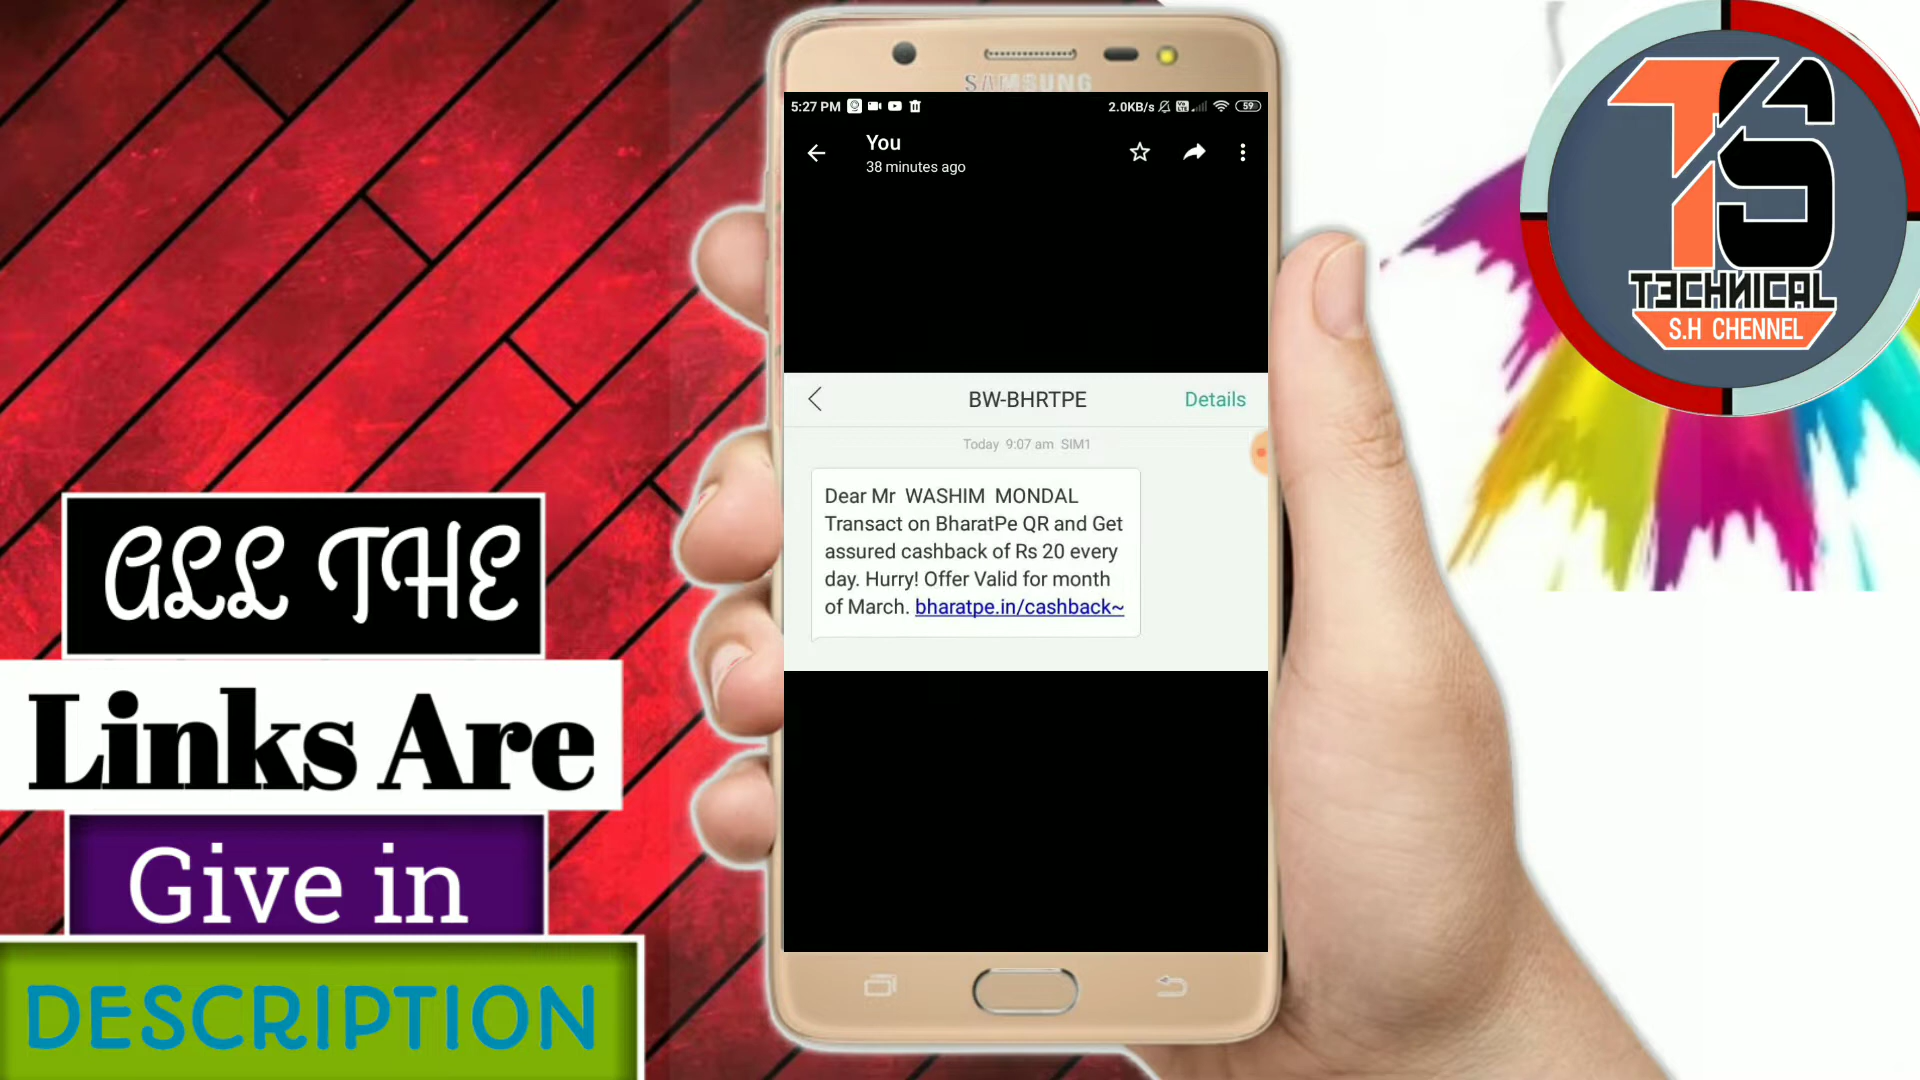 SAMSUNG
5:27 PM
2.0KB/s
59
You
38 minutes ago
BW-BHRTPE
Details
Today 9:07 am SIM1
Dear Mr WASHIM MONDAL
Transact on BharatPe QR and Get
assured cashback of Rs 20 every
day. Hurry! Offer Valid for month
of March. bharatpe.in/cashback~
ALL THE
Links Are
Give in
DESCRIPTION
TS
TECHNICAL
S.H CHENNEL